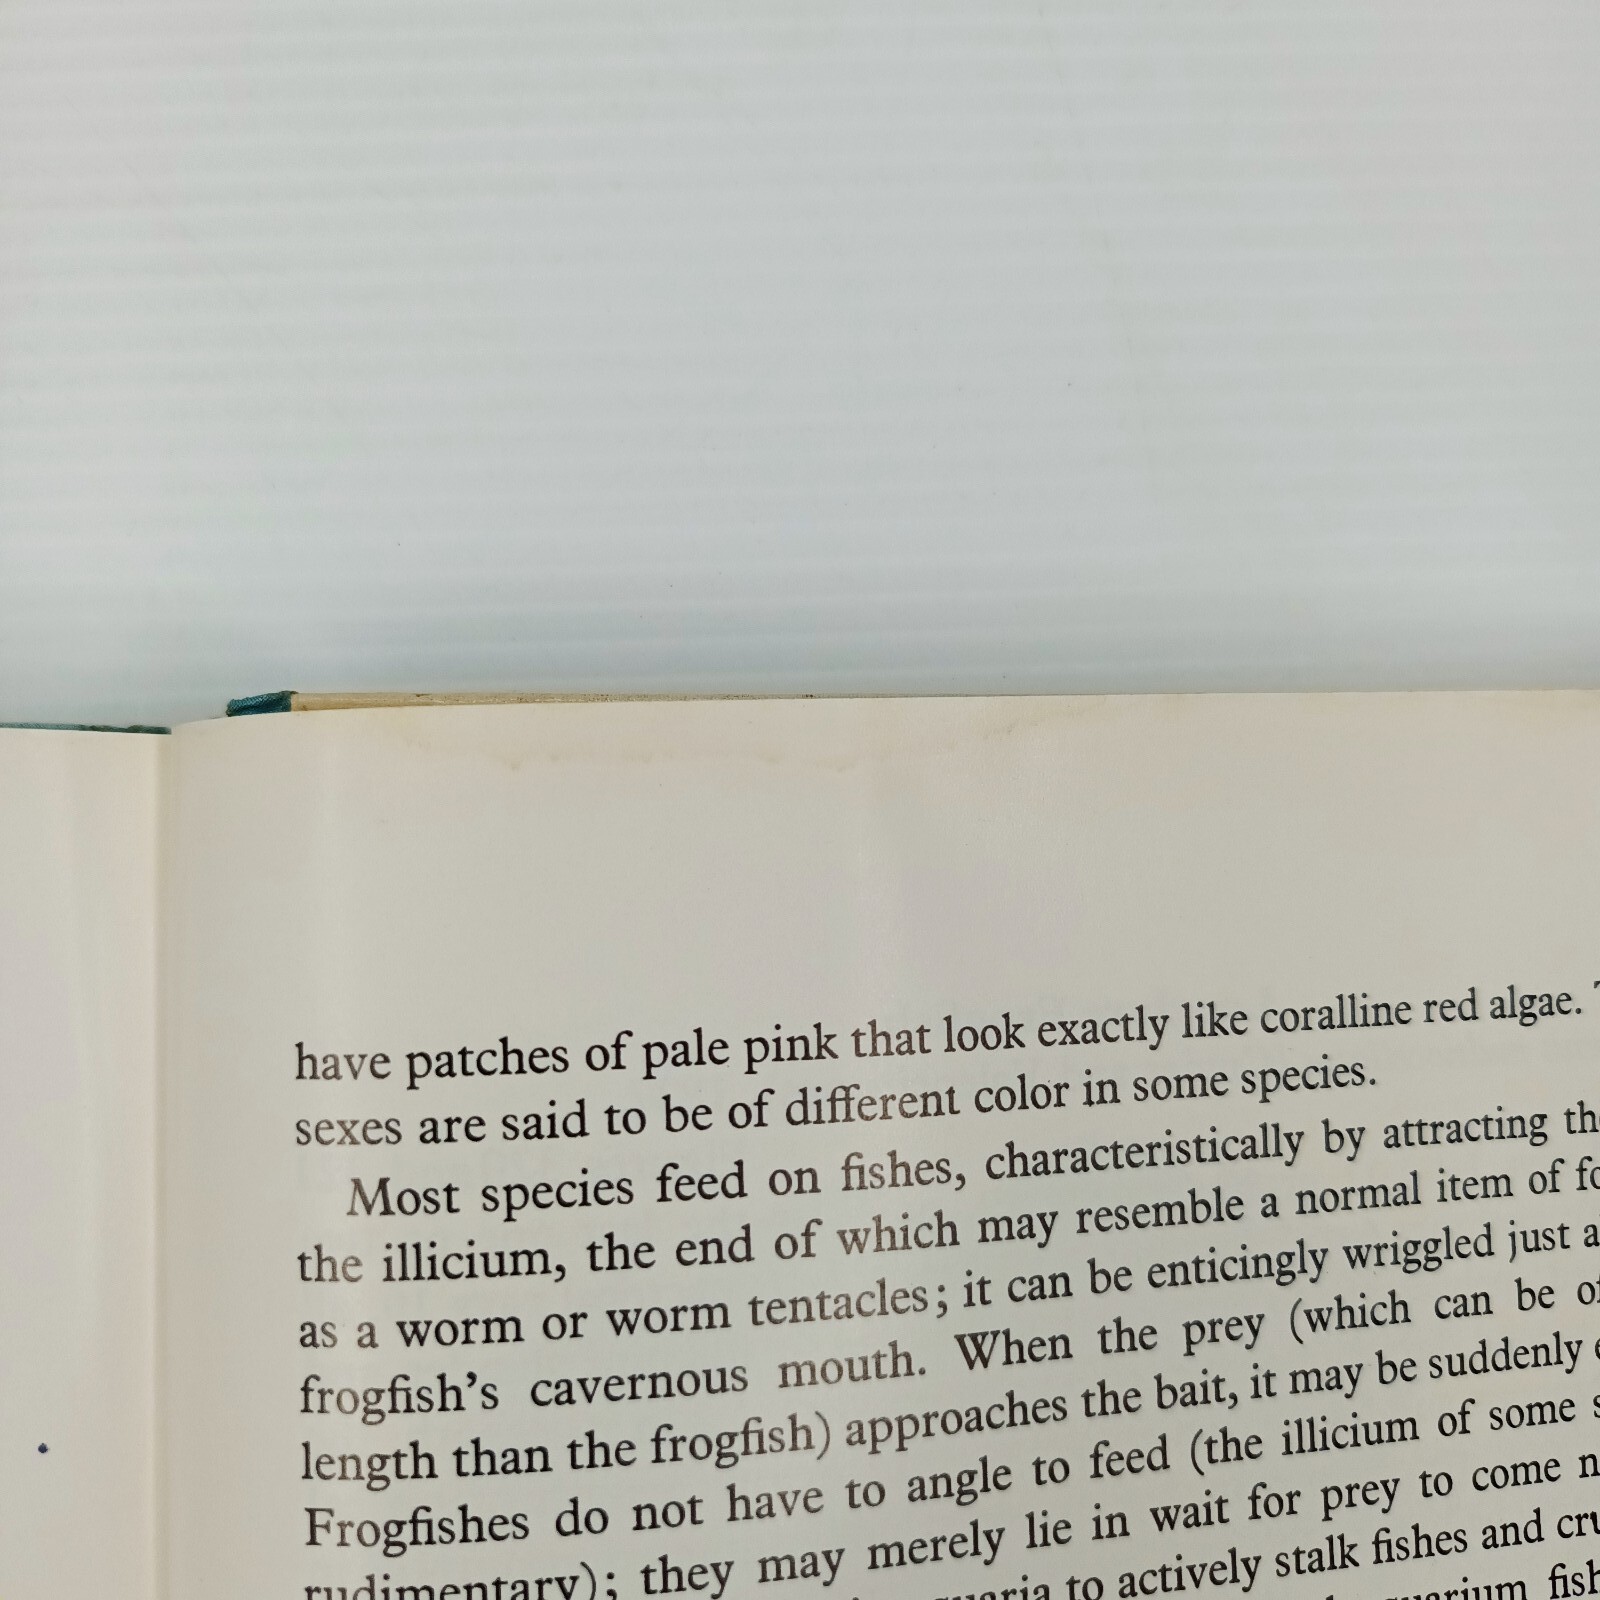 have patches of pale pink that look exactly like coralline red algae.
sexes are said to be of different color in some species.
Most species feed on fishes, characteristically by attracting
the illicium, the end of which may resemble a normal item of
as a worm or worm tentacles; it can be enticingly wriggled just
frogfish's cavernous mouth. When the prey (which can be
length than the frogfish) approaches the bait, it may be suddenly
Frogfishes do not have to angle to feed (the illicium of some
rudimentary); they may merely lie in wait for prey to come
to actively stalk fishes and